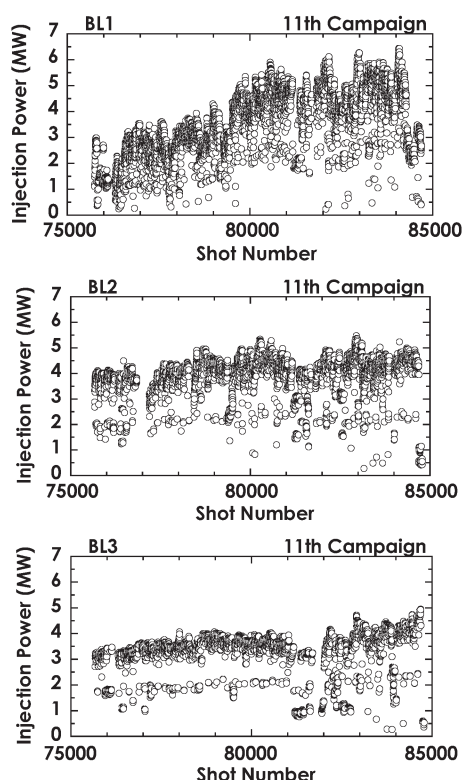 BL1 11th Campaign
Injection Power (MW)
7
6
5
4
3
2
1
0
75000 80000 85000
Shot Number
BL2 11th Campaign
Injection Power (MW)
7
6
5
4
3
2
1
0
75000 80000 85000
Shot Number
BL3 11th Campaign
Injection Power (MW)
7
6
5
4
3
2
1
0
75000 80000 85000
Shot Number